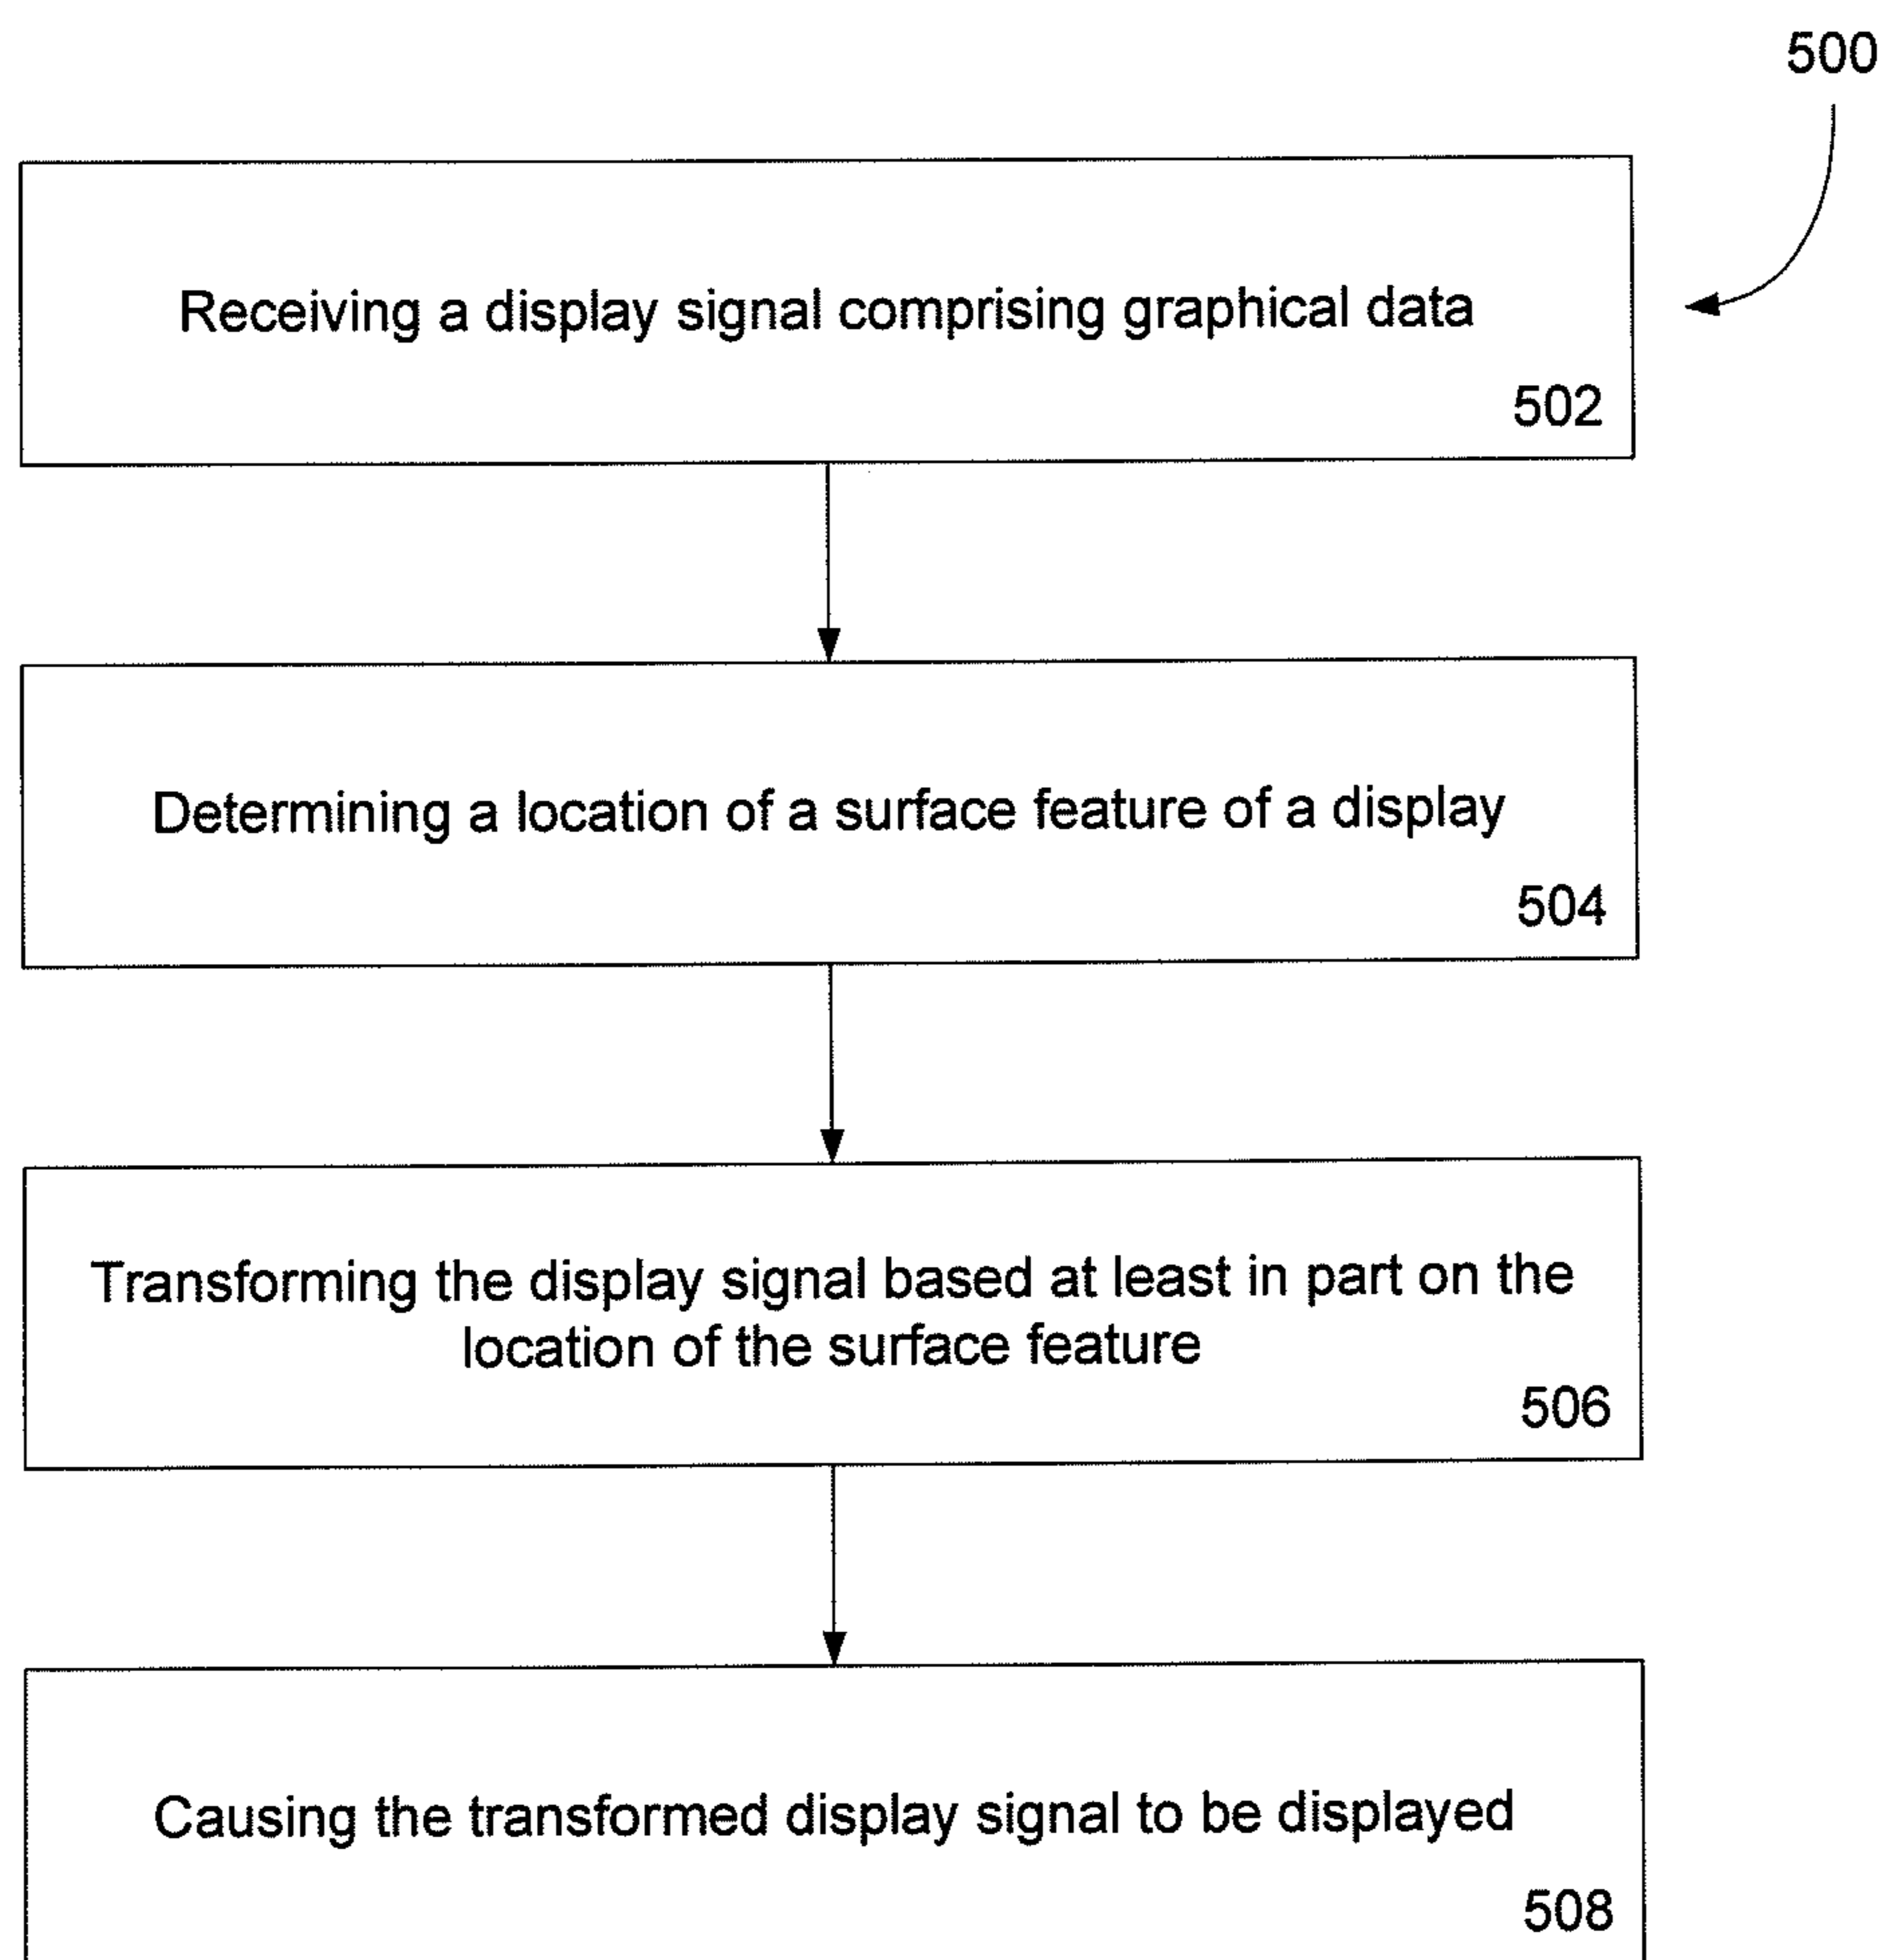 500
Receiving a display signal comprising graphical data
502
Determining a location of a surface feature of a display
504
Transforming the display signal based at least in part on the
location of the surface feature
506
Causing the transformed display signal to be displayed
508